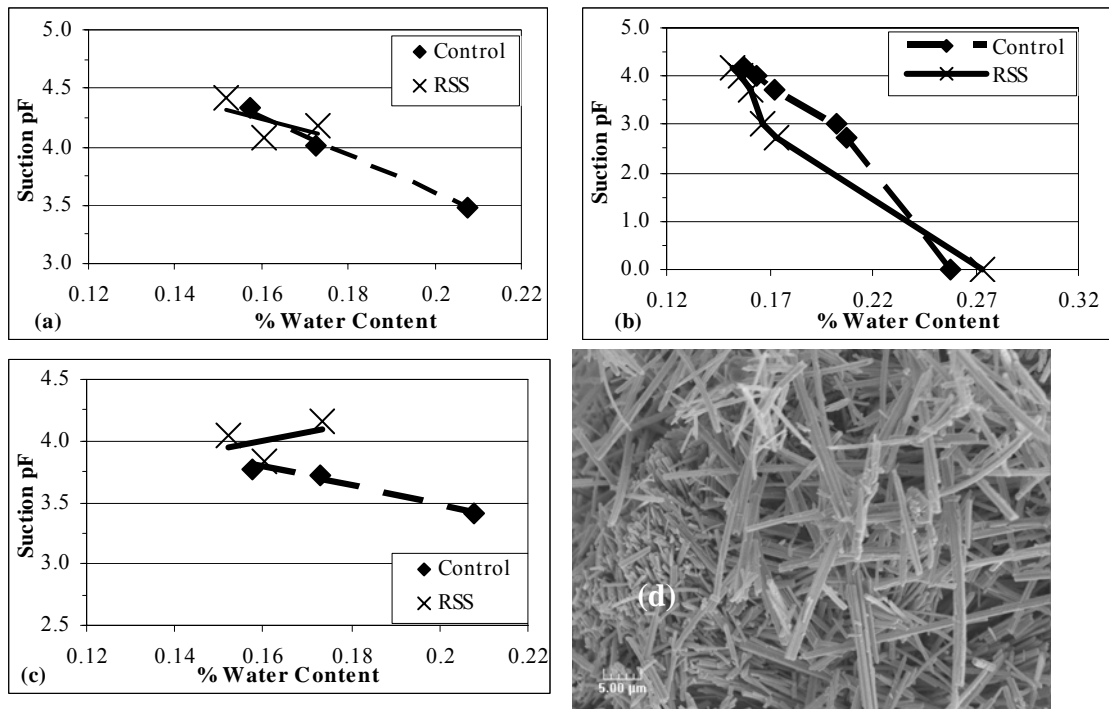 5.0
4.5
4.0
3.5
3.0
Suction pF
Control
RSS
0.12 0.14 0.16 0.18 0.2 0.22
(a)
% Water Content
5.0
4.0
3.0
2.0
1.0
0.0
Suction pF
Control
RSS
0.12 0.17 0.22 0.27 0.32
(b)
% Water Content
4.5
4.0
3.5
3.0
2.5
Suction pF
Control
RSS
0.12 0.14 0.16 0.18 0.2 0.22
(c)
% Water Content
(d)
5.00 μm